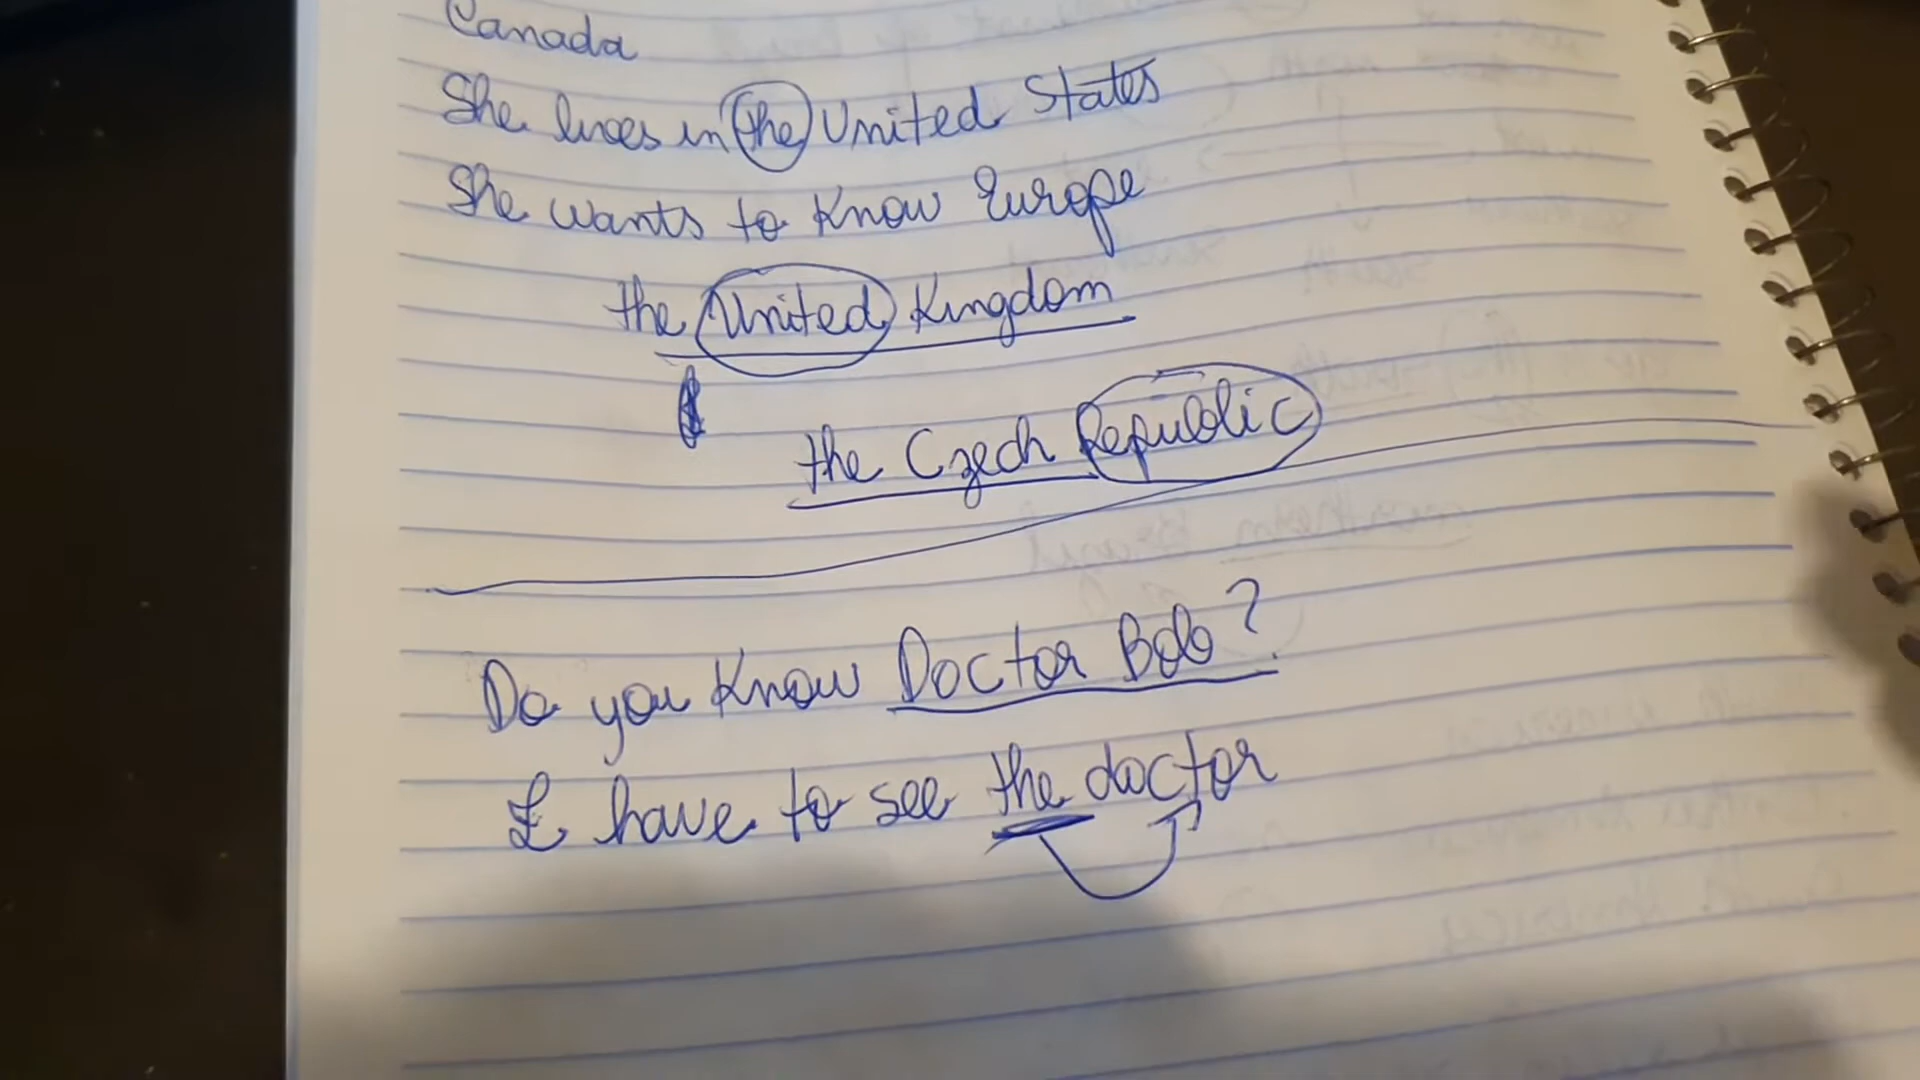 Canada
She lives in the United States
She wants to know Europe
the United Kingdom
the Czech Republic
Do you know Doctor Bob?
I have to see the doctor